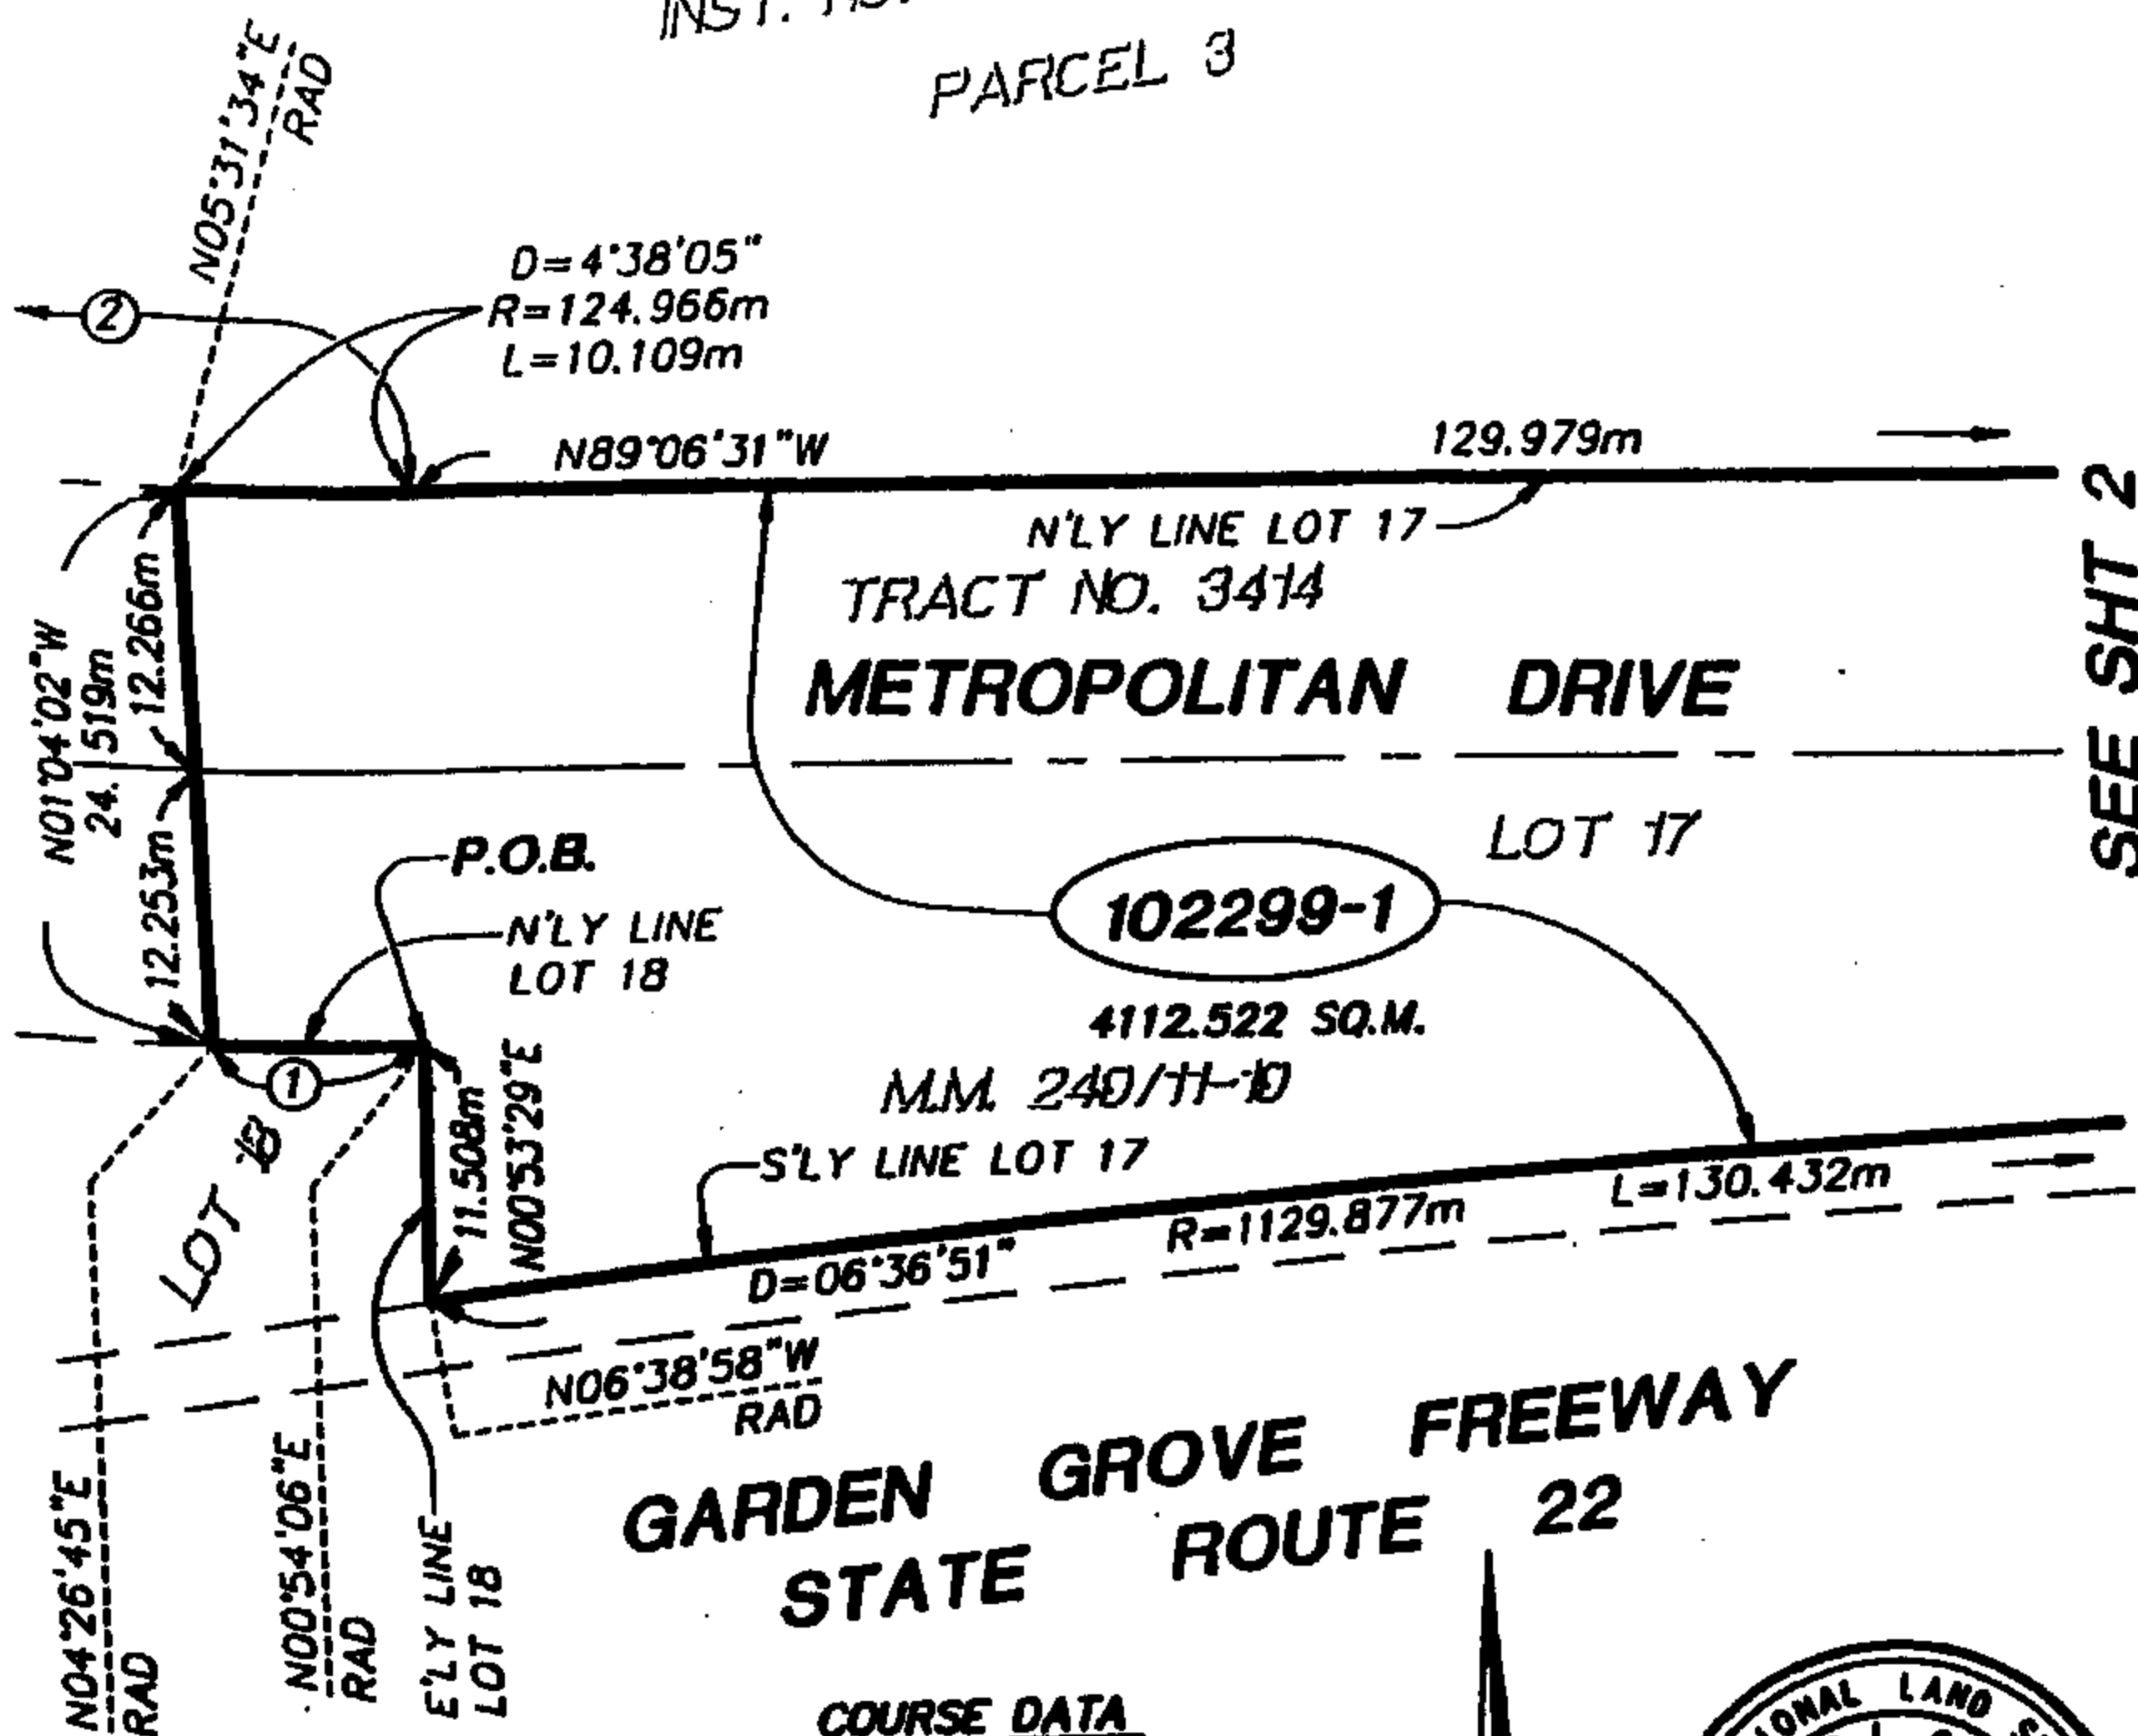 PARCEL 3
N05°31'34"E
RAD
D=4°38'05"
R=124.966m
L=10.109m
2
N89°06'31"W
129.979m
N'LY LINE LOT 17
TRACT NO. 3414
METROPOLITAN DRIVE
SEE SHT 2
N01°04'02"W
24.519m
12.266m
12.253m
P.O.B.
N'LY LINE
LOT 18
LOT 17
102299-1
4112.522 SQ.M.
1
LOT 18
11.508m
N00°53'29"E
M.M. 240/11-10
S'LY LINE LOT 17
D=06°36'51"
R=1129.877m
L=130.432m
N06°38'58"W
RAD
GARDEN GROVE FREEWAY
STATE ROUTE 22
N04°26'45"E
RAD
N00°54'06"E
RAD
E'LY LINE
LOT 18
COURSE DATA
LAND